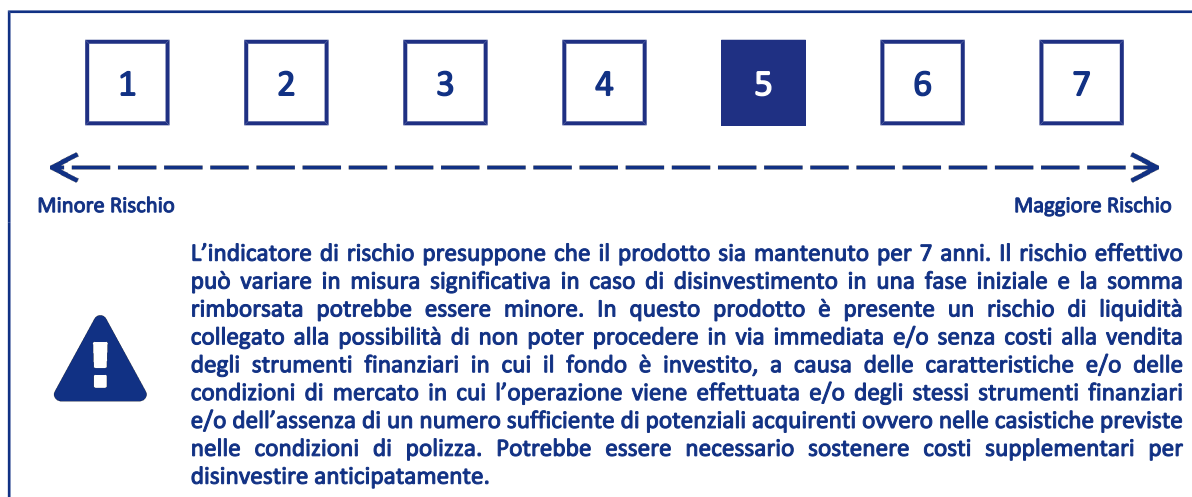 1 2 3 4 5 6 7
Minore Rischio Maggiore Rischio
L'indicatore di rischio presuppone che il prodotto sia mantenuto per 7 anni. Il rischio effettivo
può variare in misura significativa in caso di disinvestimento in una fase iniziale e la somma
rimborsata potrebbe essere minore. In questo prodotto è presente un rischio di liquidità
collegato alla possibilità di non poter procedere in via immediata e/o senza costi alla vendita
degli strumenti finanziari in cui il fondo è investito, a causa delle caratteristiche e/o delle
condizioni di mercato in cui l'operazione viene effettuata e/o degli stessi strumenti finanziari
e/o dell'assenza di un numero sufficiente di potenziali acquirenti ovvero nelle casistiche previste
nelle condizioni di polizza. Potrebbe essere necessario sostenere costi supplementari per
disinvestire anticipatamente.